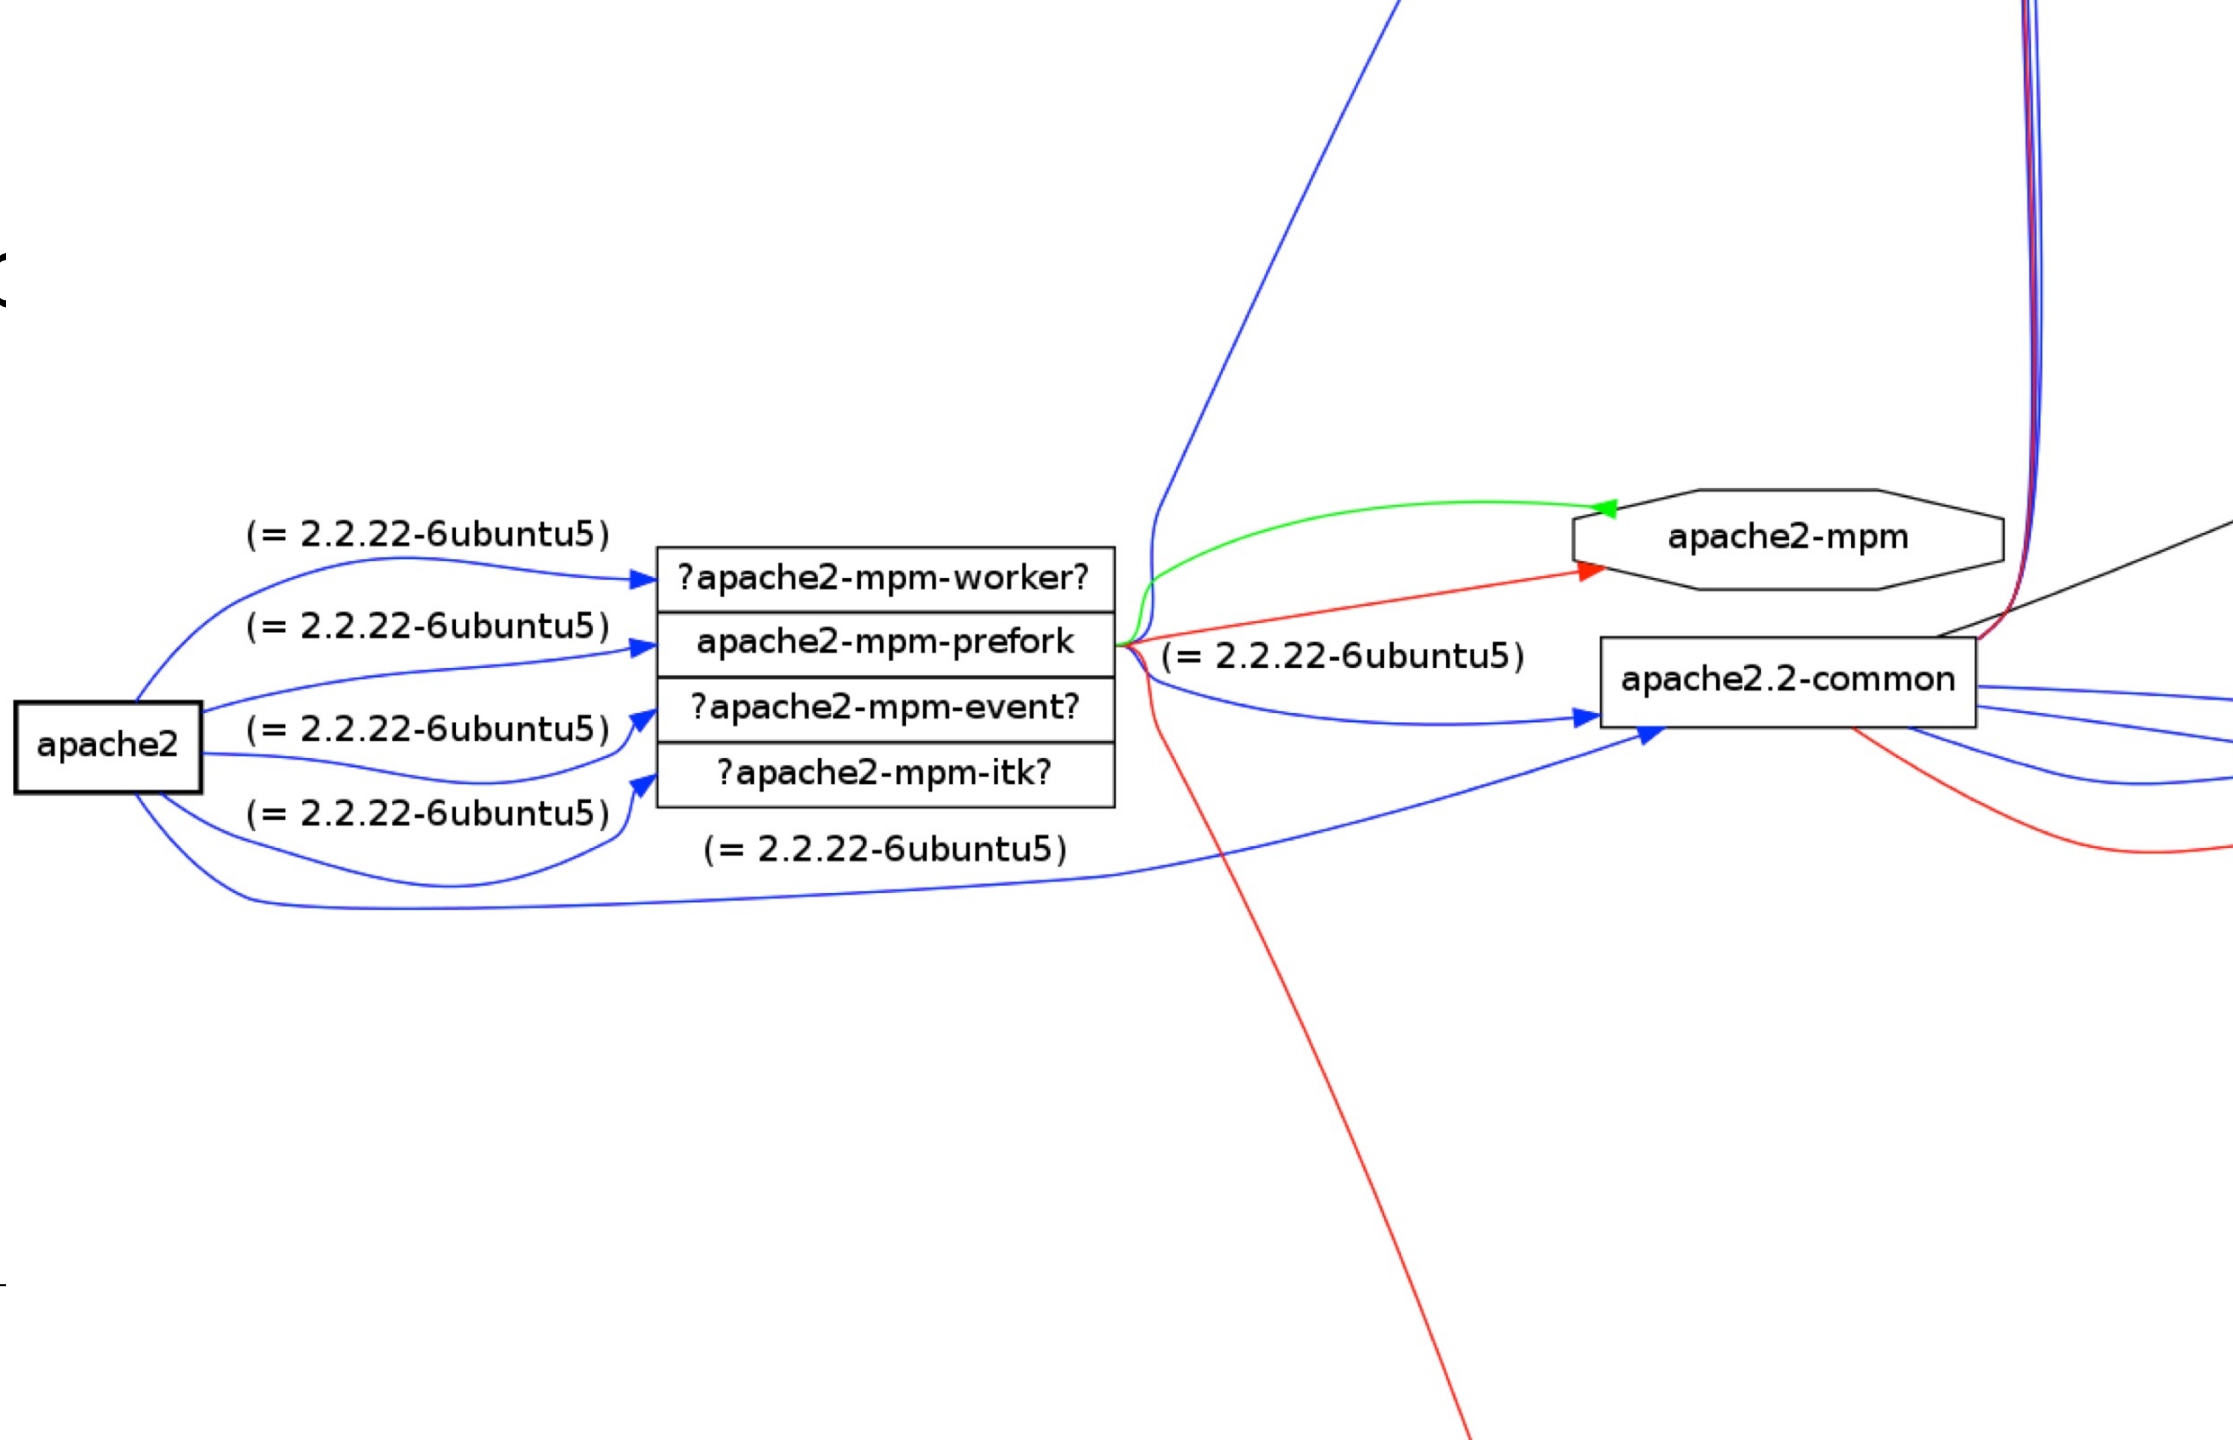 (= 2.2.22-6ubuntu5)
(= 2.2.22-6ubuntu5)
(= 2.2.22-6ubuntu5)
(= 2.2.22-6ubuntu5)
apache2
?apache2-mpm-worker?
apache2-mpm-prefork
?apache2-mpm-event?
?apache2-mpm-itk?
(= 2.2.22-6ubuntu5)
(= 2.2.22-6ubuntu5)
apache2-mpm
apache2.2-common